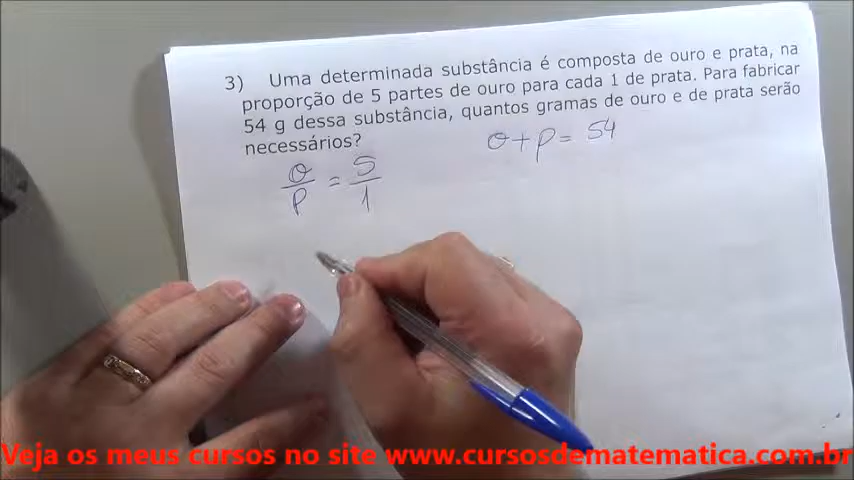 3) Uma determinada substância é composta de ouro e prata, na
proporção de 5 partes de ouro para cada 1 de prata. Para fabricar
54 g dessa substância, quantos gramas de ouro e de prata serão
necessários?
O + P = 54
O/P = 5/1
Veja os meus cursos no site www.cursosdematematica.com.br